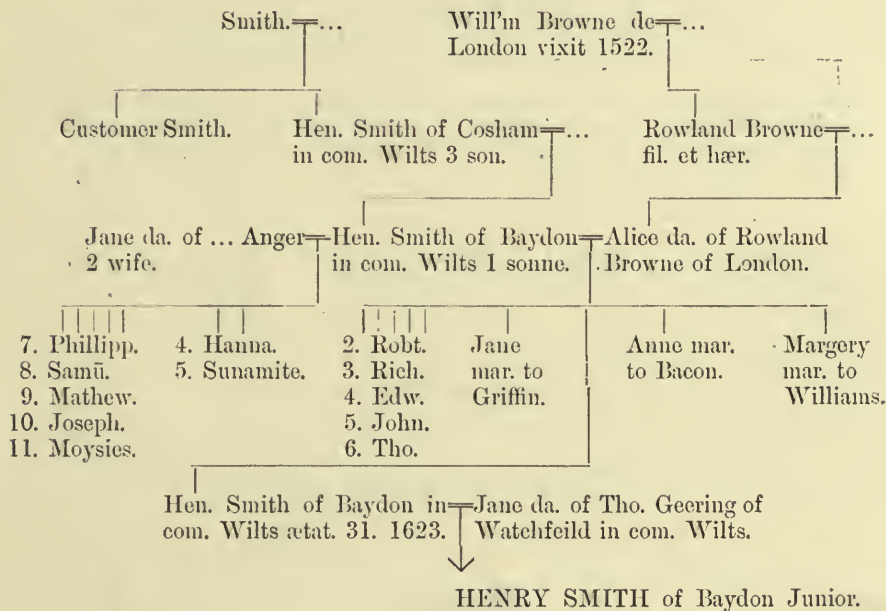 Smith. ... Will'm Browne de ...
London vixit 1522.
Customer Smith. Hen. Smith of Cosham ... Rowland Browne ...
in com. Wilts 3 son. fil. et hær.
Jane da. of ... Anger Hen. Smith of Baydon Alice da. of Rowland
2 wife. in com. Wilts 1 sonne. Browne of London.
7. Phillipp. 4. Hanna. 2. Robt. Jane Anne mar. Margery
8. Samū. 5. Sunamite. 3. Rich. mar. to to Bacon. mar. to
9. Mathew. 4. Edw. Griffin. Williams.
10. Joseph. 5. John.
11. Moysies. 6. Tho.
Hen. Smith of Baydon in Jane da. of Tho. Geering of
com. Wilts ætat. 31. 1623. Watchfeild in com. Wilts.
HENRY SMITH of Baydon Junior.